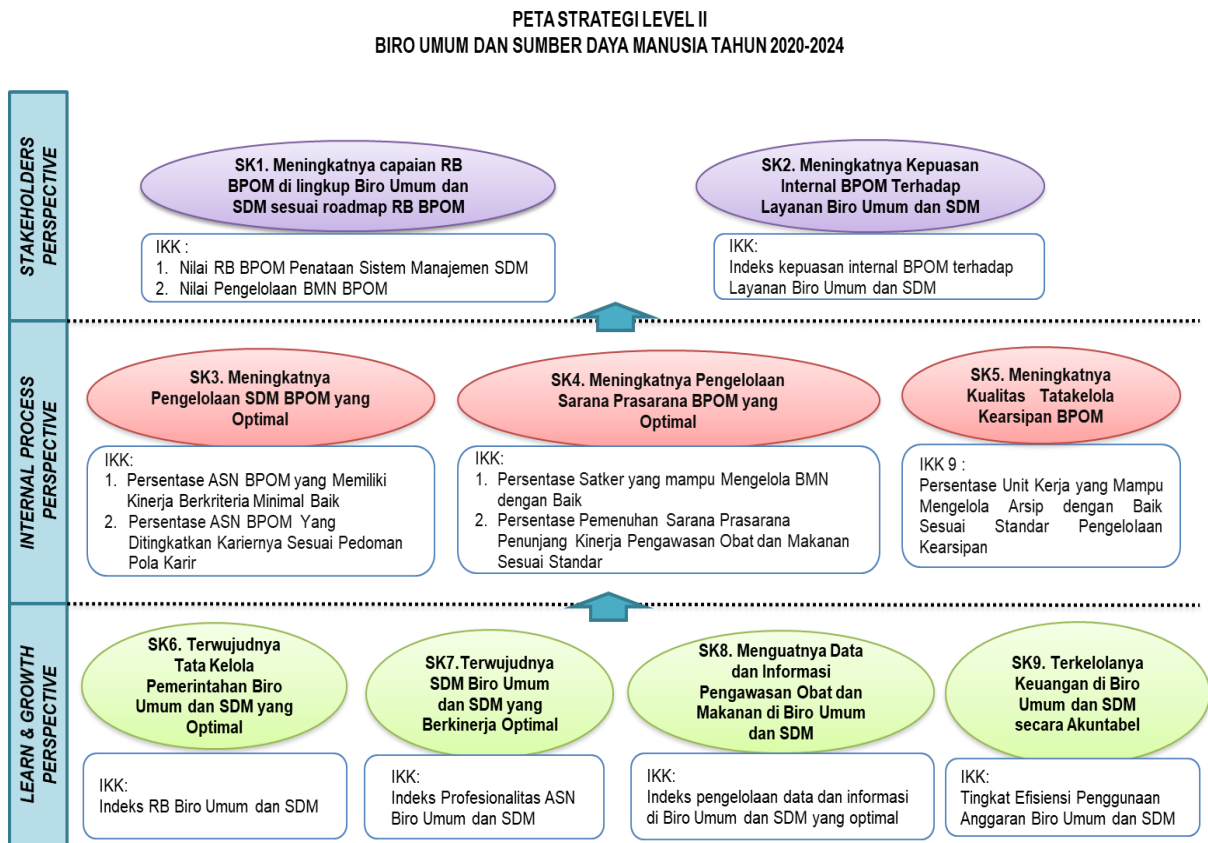 PETA STRATEGI LEVEL II
BIRO UMUM DAN SUMBER DAYA MANUSIA TAHUN 2020-2024
STAKEHOLDERS
PERSPECTIVE
SK1. Meningkatnya capaian RB
BPOM di lingkup Biro Umum dan
SDM sesuai roadmap RB BPOM
IKK :
1. Nilai RB BPOM Penataan Sistem Manajemen SDM
2. Nilai Pengelolaan BMN BPOM
SK2. Meningkatnya Kepuasan
Internal BPOM Terhadap
Layanan Biro Umum dan SDM
IKK:
Indeks kepuasan internal BPOM terhadap
Layanan Biro Umum dan SDM
INTERNAL PROCESS
PERSPECTIVE
SK3. Meningkatnya
Pengelolaan SDM BPOM yang
Optimal
IKK:
1. Persentase ASN BPOM yang Memiliki
Kinerja Berkriteria Minimal Baik
2. Persentase ASN BPOM Yang
Ditingkatkan Kariernya Sesuai Pedoman
Pola Karir
SK4. Meningkatnya Pengelolaan
Sarana Prasarana BPOM yang
Optimal
IKK:
1. Persentase Satker yang mampu Mengelola BMN
dengan Baik
2. Persentase Pemenuhan Sarana Prasarana
Penunjang Kinerja Pengawasan Obat dan Makanan
Sesuai Standar
SK5. Meningkatnya
Kualitas Tatakelola
Kearsipan BPOM
IKK 9 :
Persentase Unit Kerja yang Mampu
Mengelola Arsip dengan Baik
Sesuai Standar Pengelolaan
Kearsipan
LEARN & GROWTH
PERSPECTIVE
SK6. Terwujudnya
Tata Kelola
Pemerintahan Biro
Umum dan SDM yang
Optimal
IKK:
Indeks RB Biro Umum dan SDM
SK7.Terwujudnya
SDM Biro Umum
dan SDM yang
Berkinerja Optimal
IKK:
Indeks Profesionalitas ASN
Biro Umum dan SDM
SK8. Menguatnya Data
dan Informasi
Pengawasan Obat dan
Makanan di Biro Umum
dan SDM
IKK:
Indeks pengelolaan data dan informasi
di Biro Umum dan SDM yang optimal
SK9. Terkelolanya
Keuangan di Biro
Umum dan SDM
secara Akuntabel
IKK:
Tingkat Efisiensi Penggunaan
Anggaran Biro Umum dan SDM